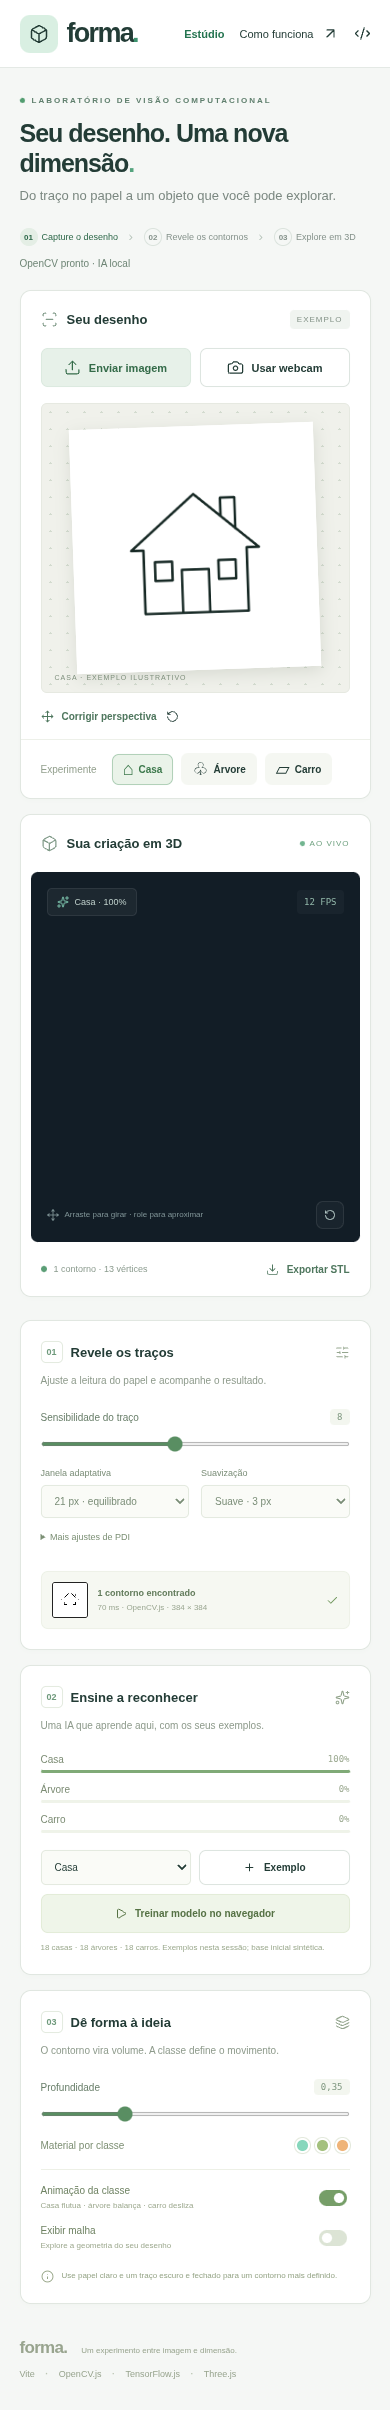 forma.
Estúdio
Como funciona
LABORATÓRIO DE VISÃO COMPUTACIONAL
Seu desenho. Uma nova
dimensão.
Do traço no papel a um objeto que você pode explorar.
01 Capture o desenho
02 Revele os contornos
03 Explore em 3D
OpenCV pronto · IA local
Seu desenho
EXEMPLO
Enviar imagem
Usar webcam
CASA · EXEMPLO ILUSTRATIVO
Corrigir perspectiva
Experimente
Casa
Árvore
Carro
Sua criação em 3D
AO VIVO
Casa · 100%
12 FPS
Arraste para girar · role para aproximar
1 contorno · 13 vértices
Exportar STL
01 Revele os traços
Ajuste a leitura do papel e acompanhe o resultado.
Sensibilidade do traço
8
Janela adaptativa
Suavização
21 px · equilibrado
Suave · 3 px
Mais ajustes de PDI
1 contorno encontrado
70 ms · OpenCV.js · 384 × 384
02 Ensine a reconhecer
Uma IA que aprende aqui, com os seus exemplos.
Casa
100%
Árvore
0%
Carro
0%
Casa
Exemplo
Treinar modelo no navegador
18 casas · 18 árvores · 18 carros. Exemplos nesta sessão; base inicial sintética.
03 Dê forma à ideia
O contorno vira volume. A classe define o movimento.
Profundidade
0,35
Material por classe
Animação da classe
Casa flutua · árvore balança · carro desliza
Exibir malha
Explore a geometria do seu desenho
Use papel claro e um traço escuro e fechado para um contorno mais definido.
forma.
Um experimento entre imagem e dimensão.
Vite · OpenCV.js · TensorFlow.js · Three.js